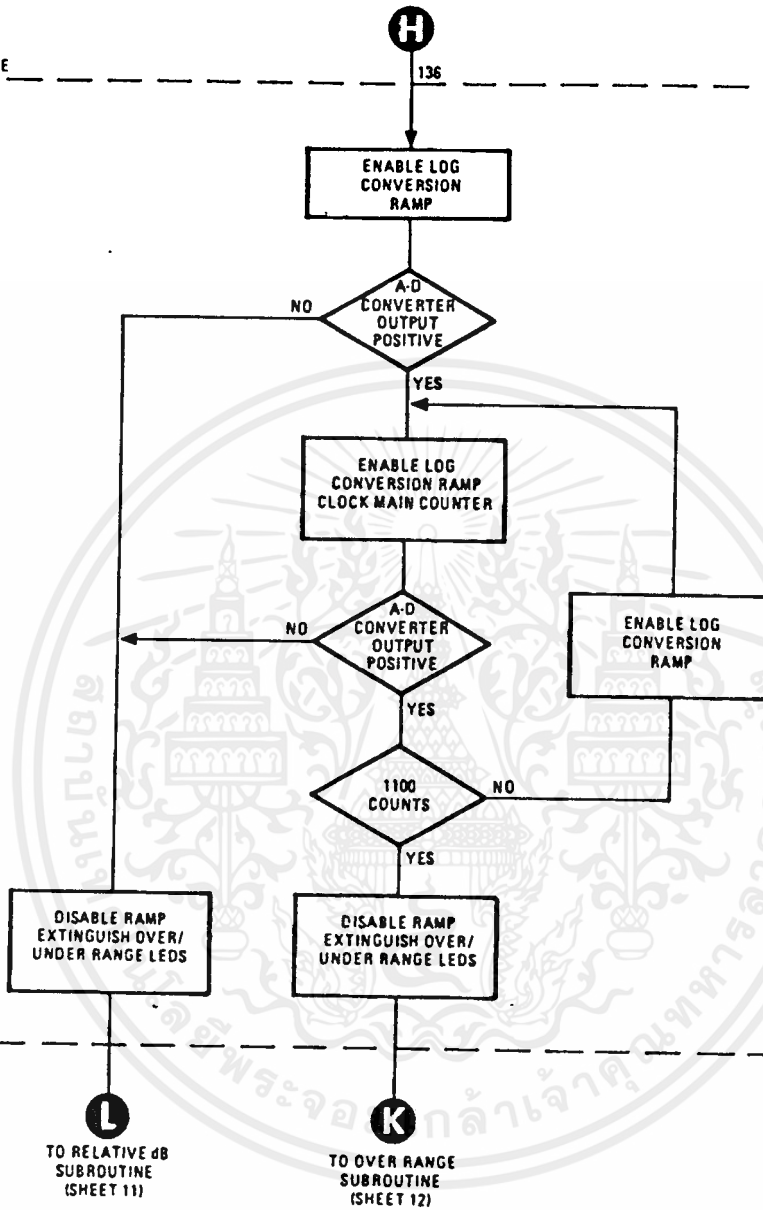 H
E
136
ENABLE LOG
CONVERSION
RAMP
A-D
CONVERTER
OUTPUT
POSITIVE
NO
YES
ENABLE LOG
CONVERSION RAMP
CLOCK MAIN COUNTER
ENABLE LOG
CONVERSION
RAMP
A-D
CONVERTER
OUTPUT
POSITIVE
NO
YES
1100
COUNTS
NO
YES
DISABLE RAMP
EXTINGUISH OVER/
UNDER RANGE LEDS
DISABLE RAMP
EXTINGUISH OVER/
UNDER RANGE LEDS
L
TO RELATIVE dB
SUBROUTINE
(SHEET 11)
K
TO OVER RANGE
SUBROUTINE
(SHEET 12)